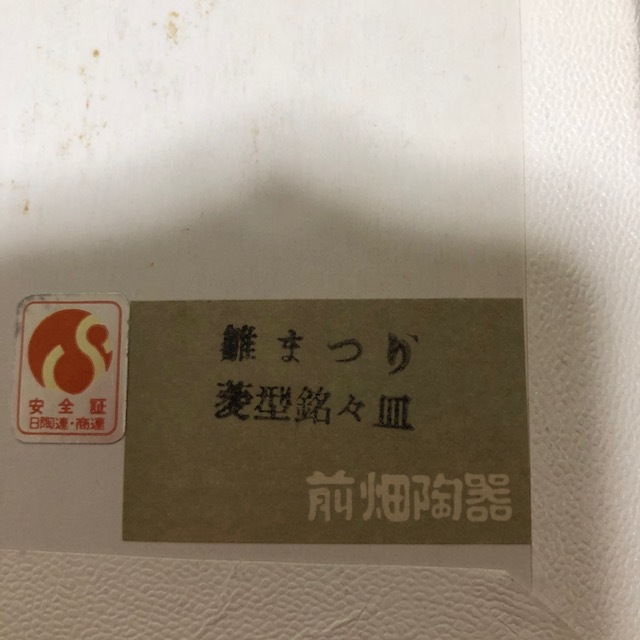 雛まつり
菱型銘々皿
前畑陶器
安全証
日陶連・商連